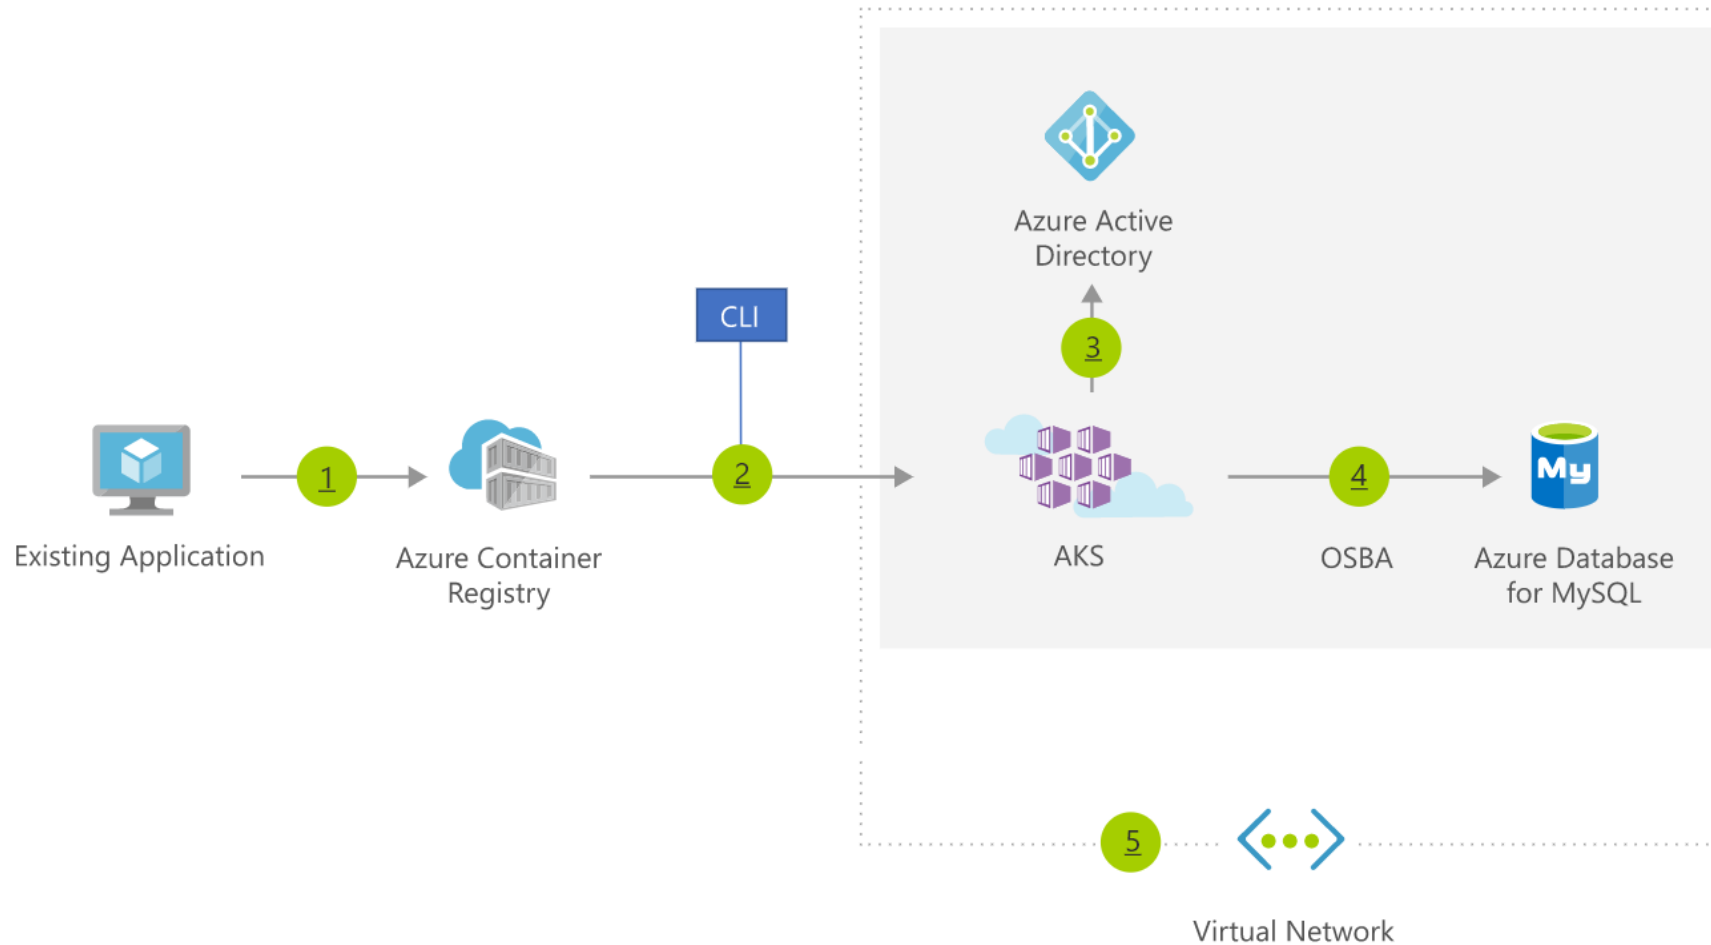 Azure Active
Directory
CLI
3
1
2
My
4
Existing Application
Azure Container
Registry
AKS
OSBA
Azure Database
for MySQL
5
Virtual Network